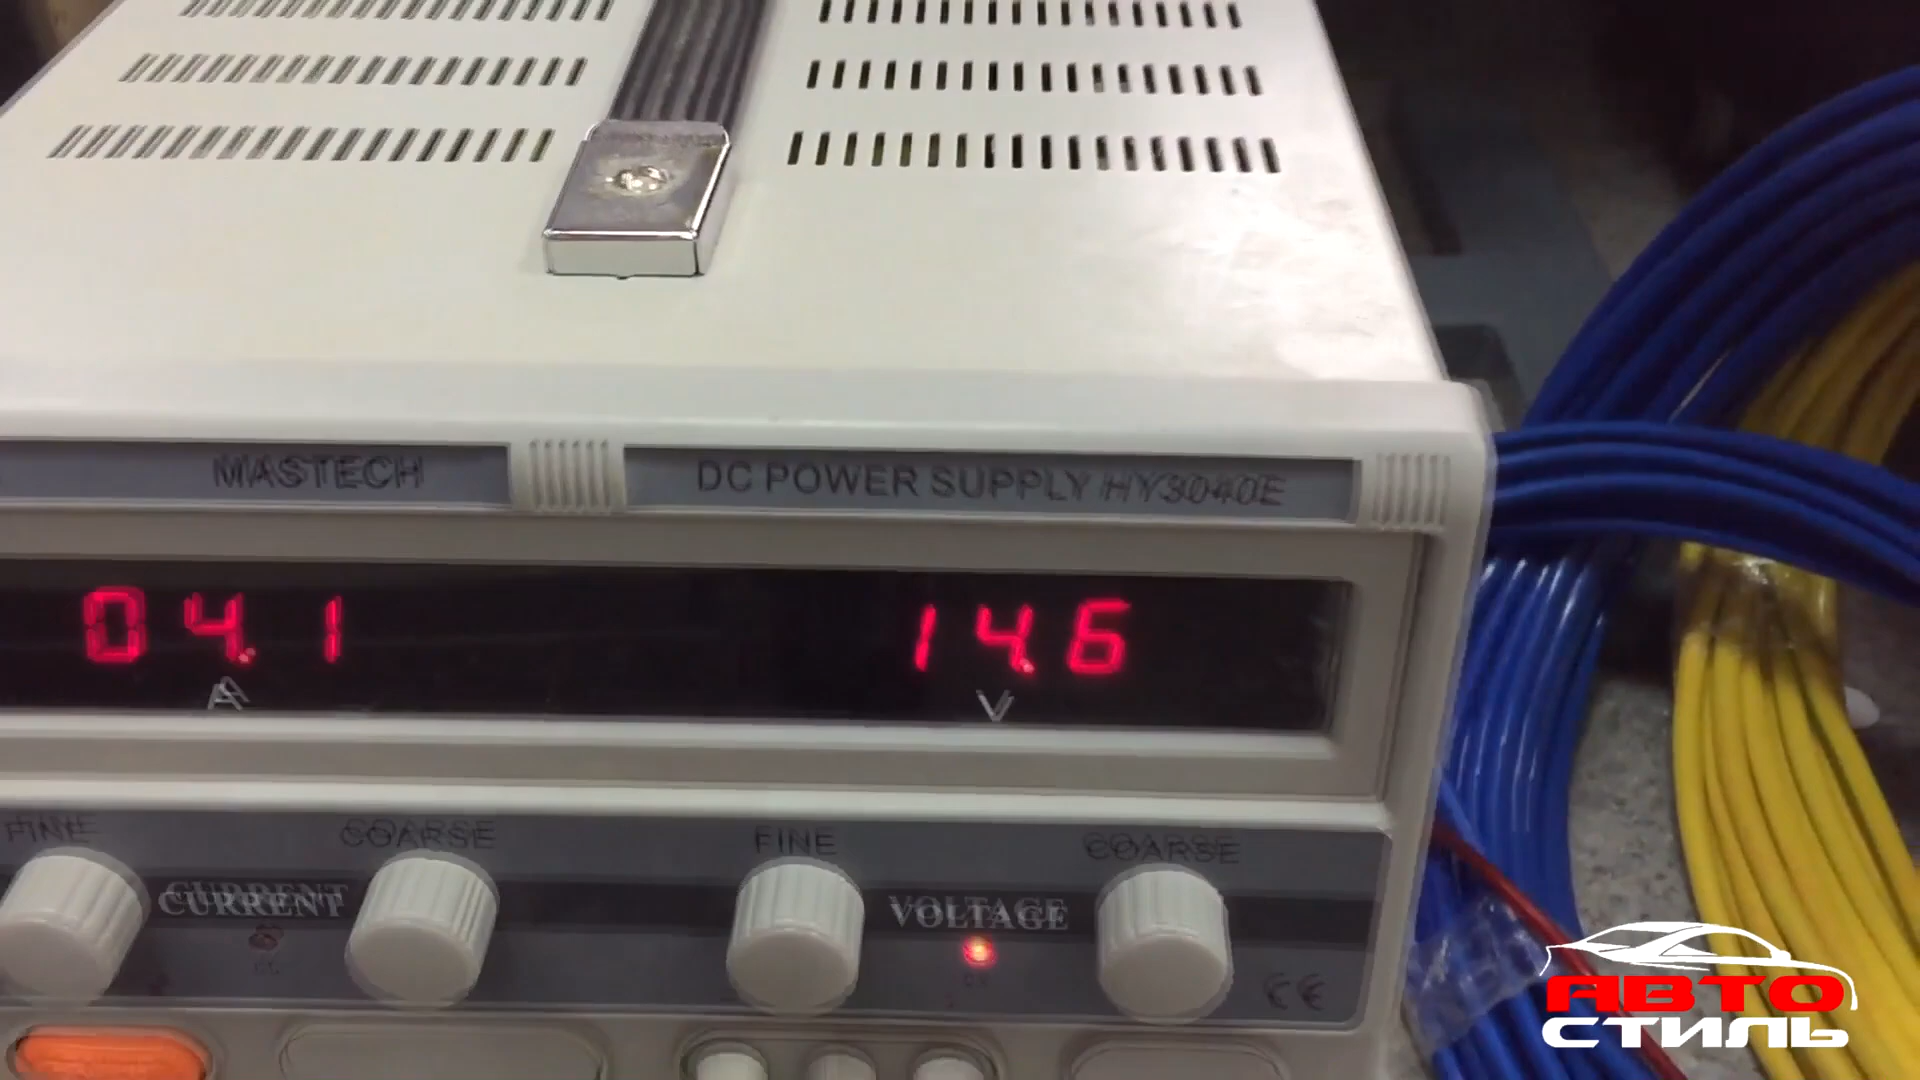 MASTECH
DC POWER SUPPLY HY3040E
04.1
14.6
A
V
FINE
COARSE
FINE
COARSE
CURRENT
VOLTAGE
CE
АВТО
СТИЛЬ